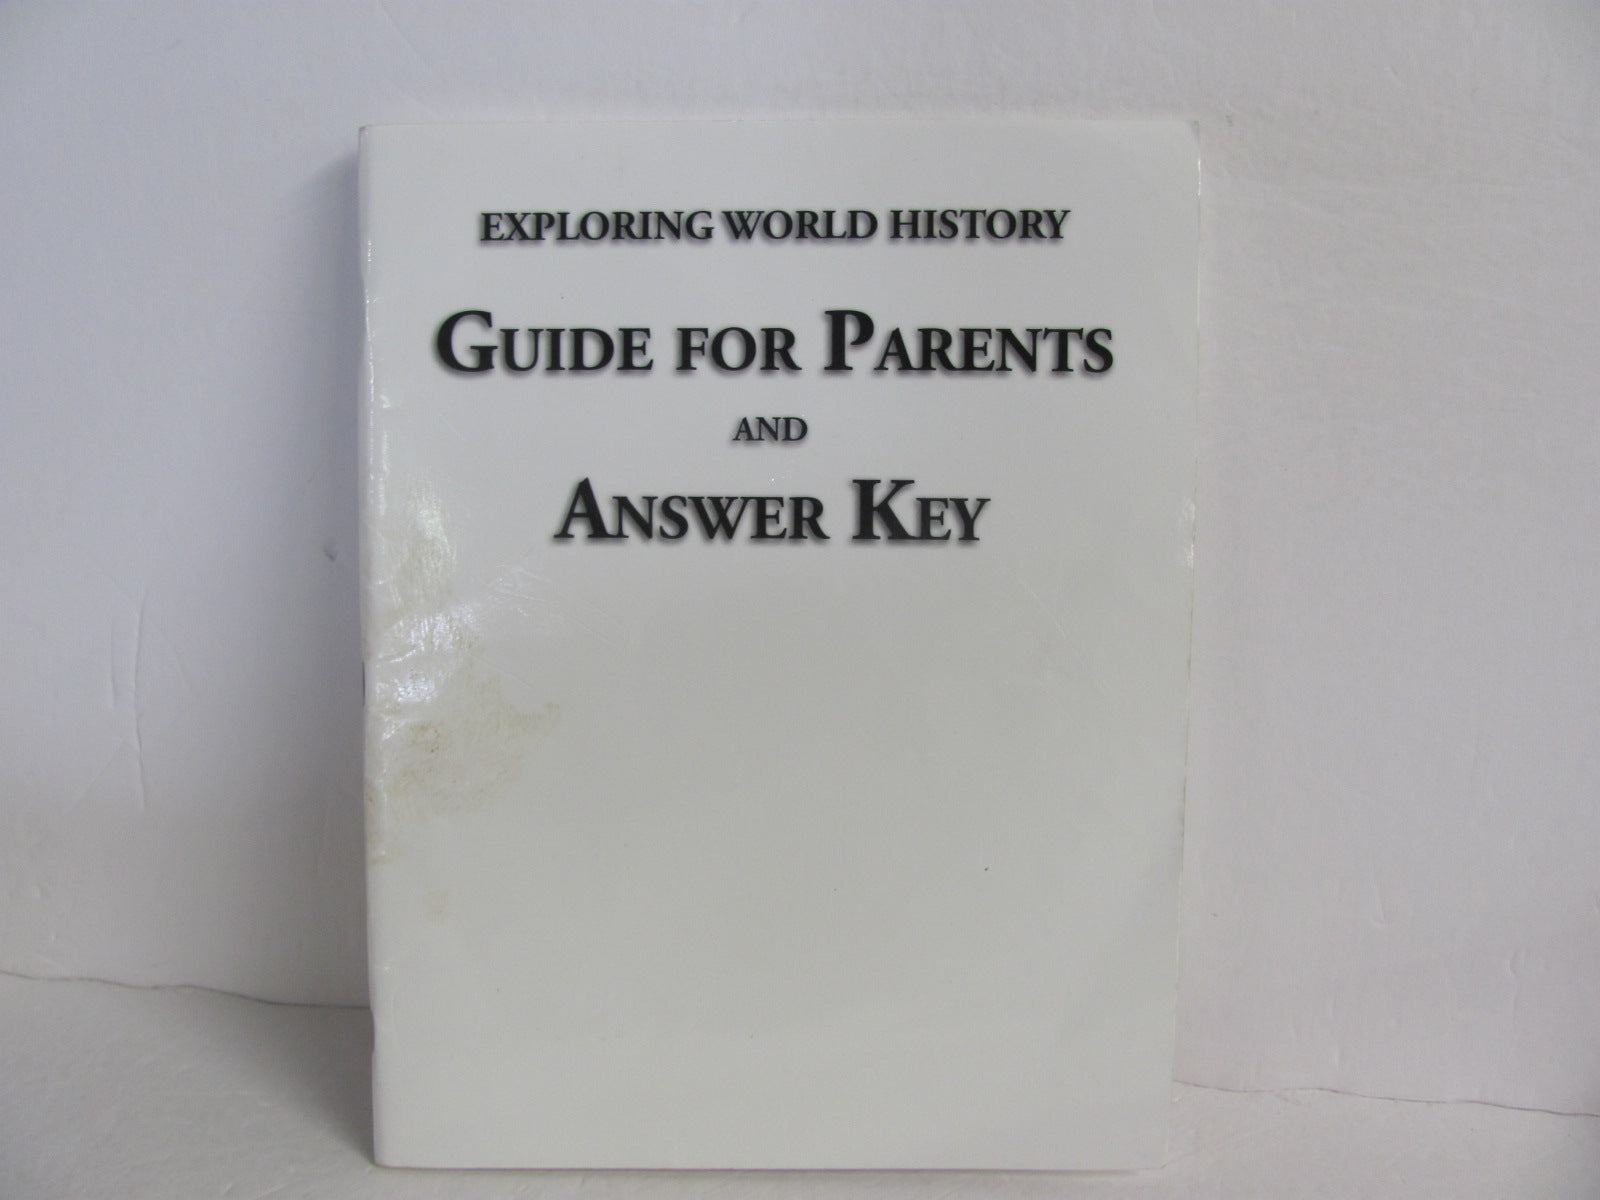 EXPLORING WORLD HISTORY
GUIDE FOR PARENTS
AND
ANSWER KEY